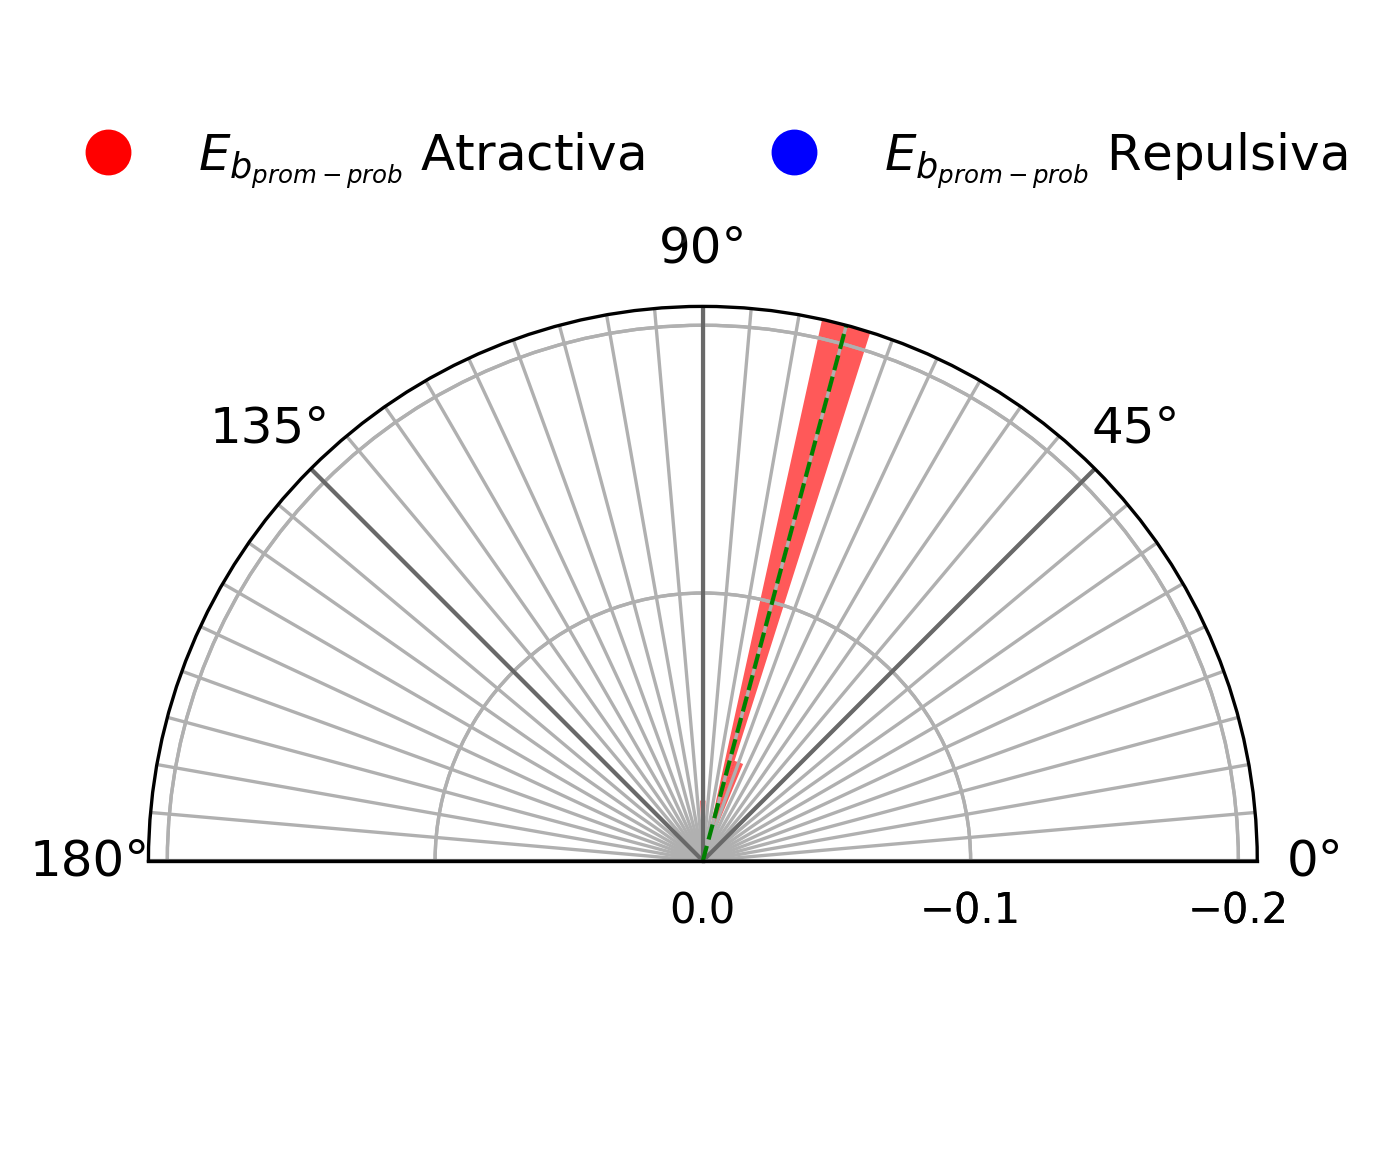 E_{b_{prom-prob}} Atractiva E_{b_{prom-prob}} Repulsiva
90°
135° 45°
180° 0°
0.0 −0.1 −0.2